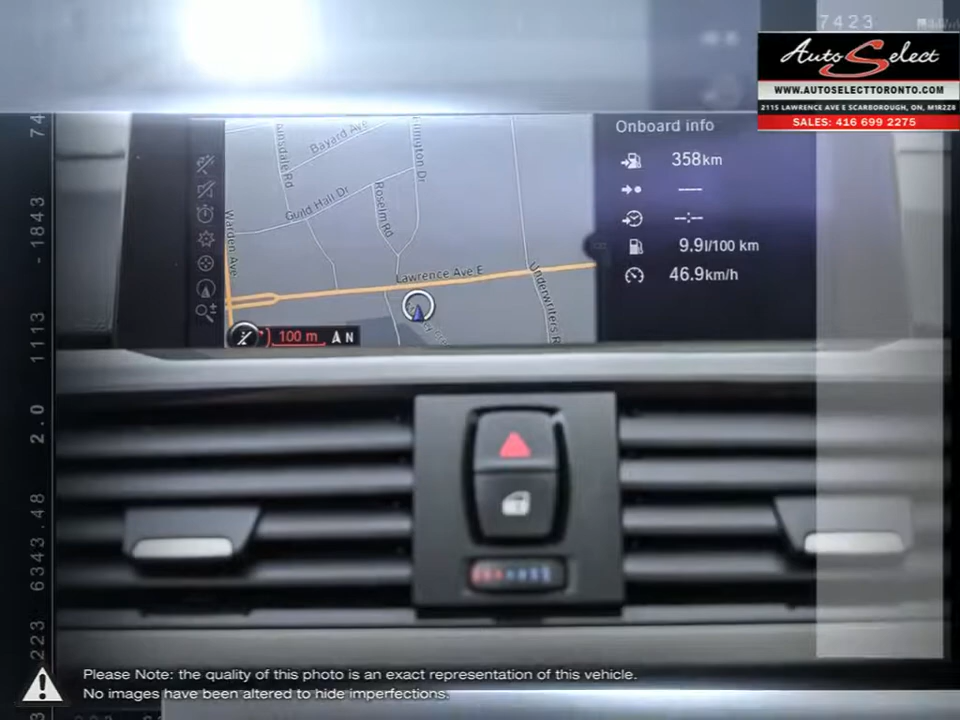 7423
Auto Select
WWW.AUTOSELECTTORONTO.COM
2115 LAWRENCE AVE E SCARBOROUGH, ON, M1R2Z8
SALES: 416 699 2275
Onboard info
358km
---
--:--
9.9l/100 km
46.9km/h
Bayard Ave
Guild Hall Dr
Roselm Rd
Warden Ave
Lawrence Ave E
Underwriters R
100 m
N
74
-1843
1113
2.0
6343.48
223
Please Note: the quality of this photo is an exact representation of this vehicle.
No images have been altered to hide imperfections.